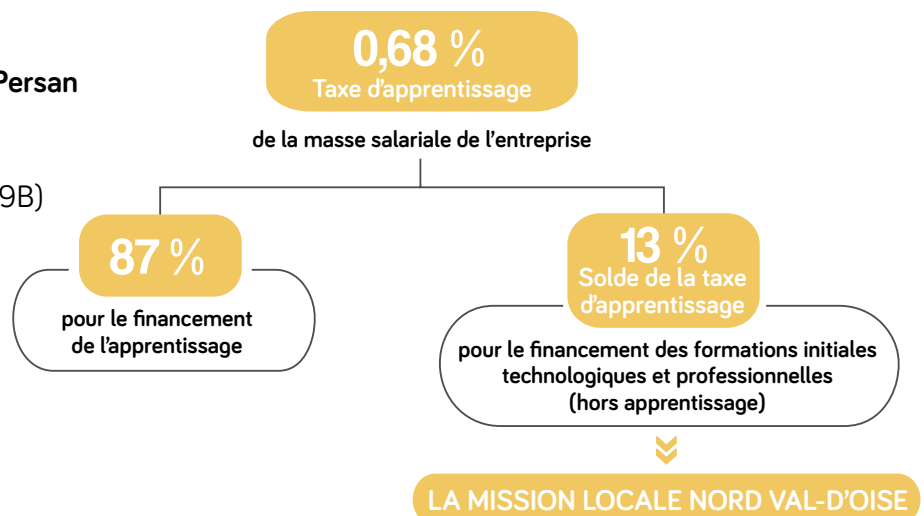 Persan
9B)
0,68 %
Taxe d'apprentissage
de la masse salariale de l'entreprise
87 %
pour le financement
de l'apprentissage
13 %
Solde de la taxe
d'apprentissage
pour le financement des formations initiales
technologiques et professionnelles
(hors apprentissage)
LA MISSION LOCALE NORD VAL-D'OISE